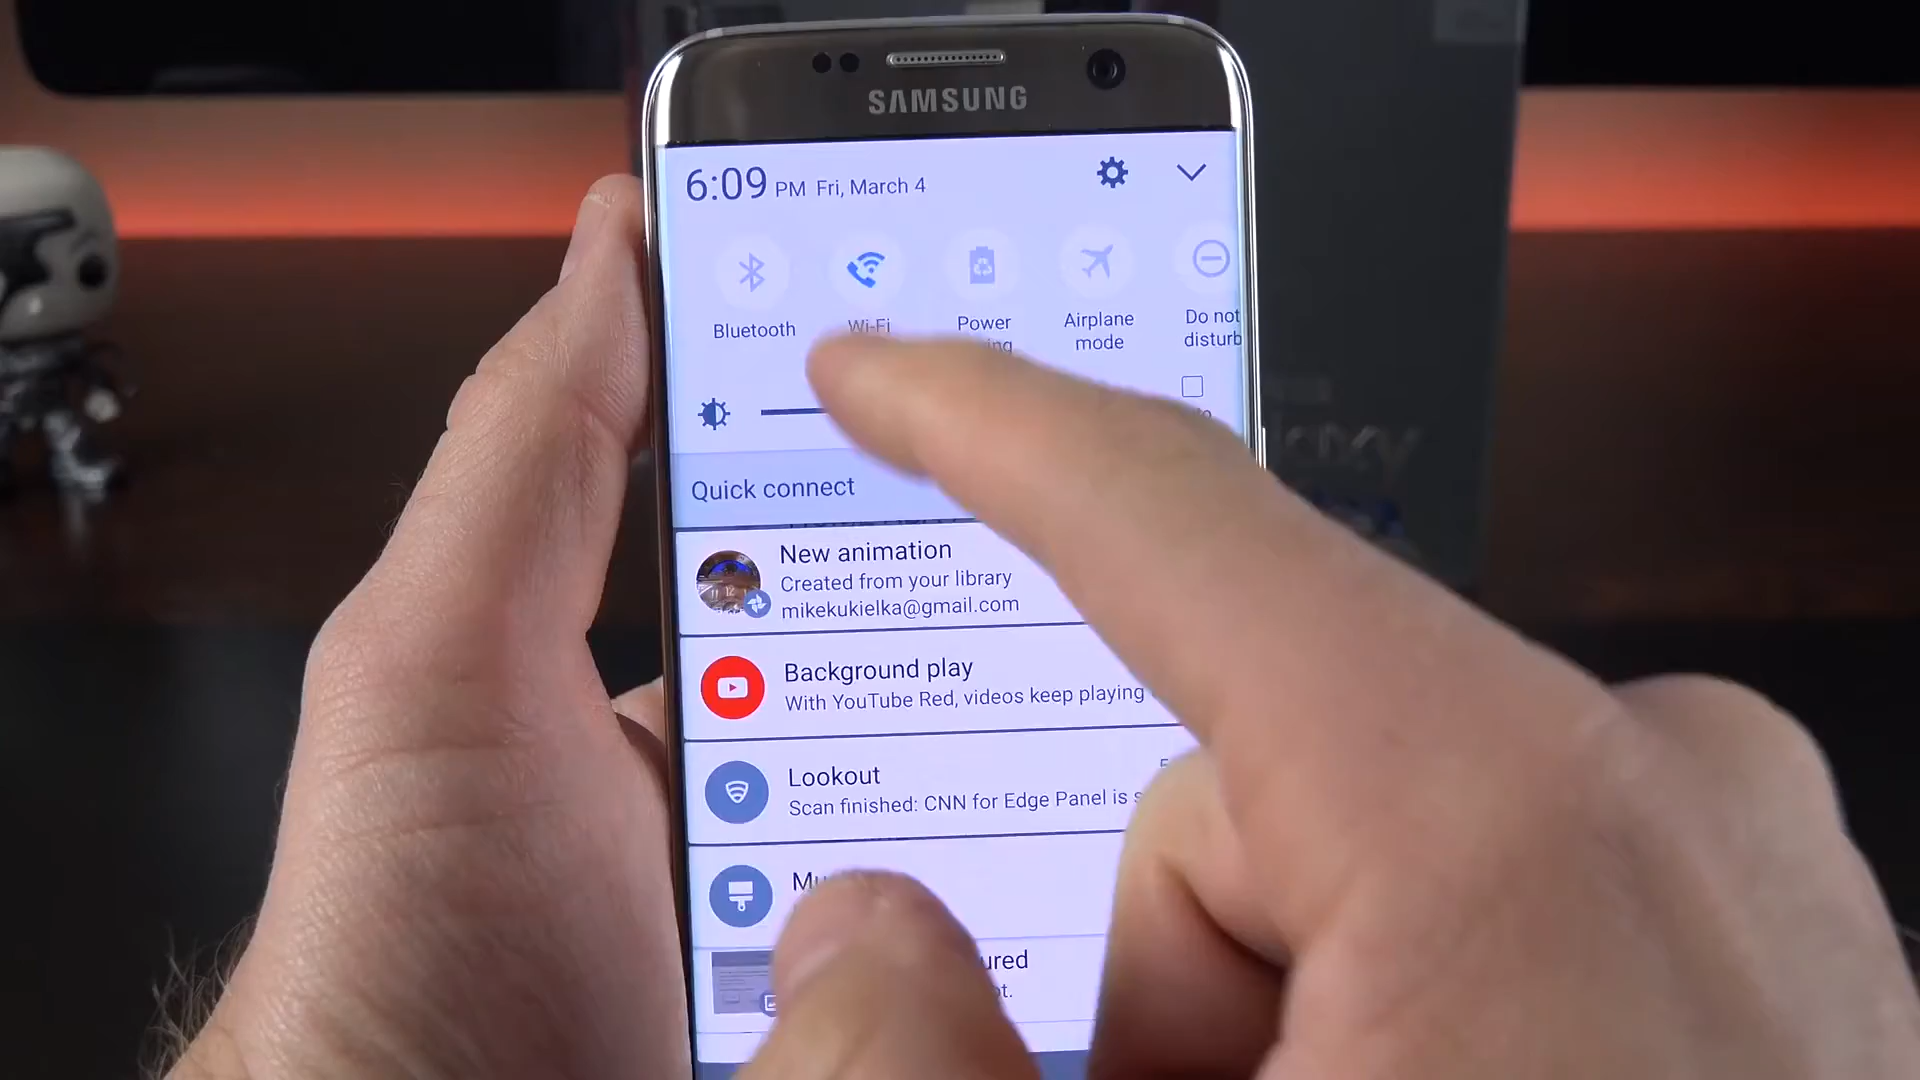 SAMSUNG
6:09 PM Fri, March 4
Bluetooth
Wi-Fi
Power
Airplane
mode
Do not
disturb
Quick connect
New animation
Created from your library
mikekukielka@gmail.com
Background play
With YouTube Red, videos keep playing
Lookout
Scan finished: CNN for Edge Panel is